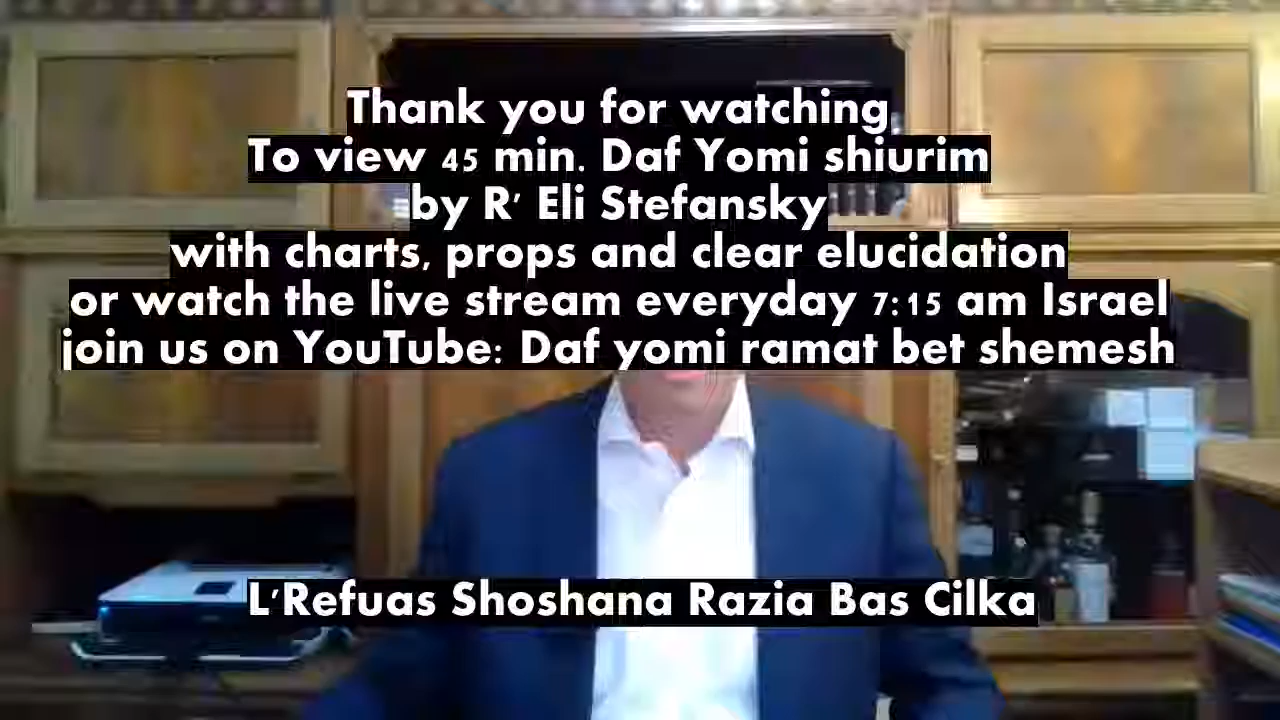 Thank you for watching
To view 45 min. Daf Yomi shiurim
by R' Eli Stefansky
with charts, props and clear elucidation
or watch the live stream everyday 7:15 am Israel
join us on YouTube: Daf yomi ramat bet shemesh
L'Refuas Shoshana Razia Bas Cilka